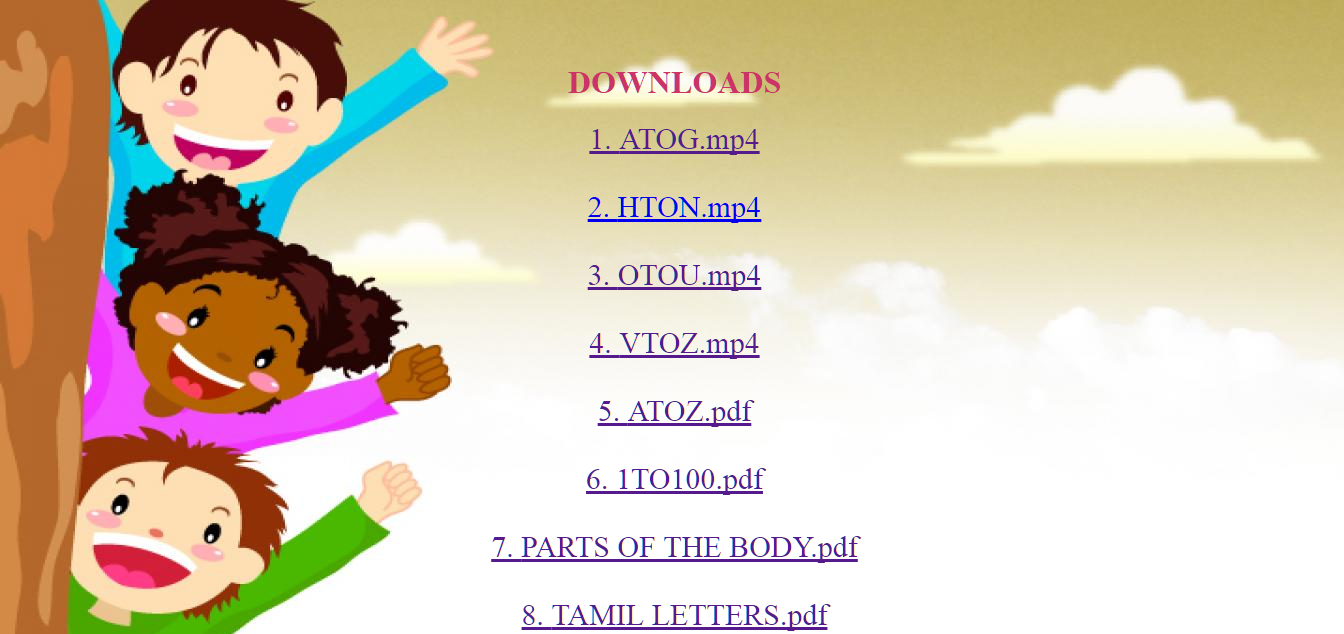 DOWNLOADS
1. ATOG.mp4
2. HTON.mp4
3. OTOU.mp4
4. VTOZ.mp4
5. ATOZ.pdf
6. 1TO100.pdf
7. PARTS OF THE BODY.pdf
8. TAMIL LETTERS.pdf